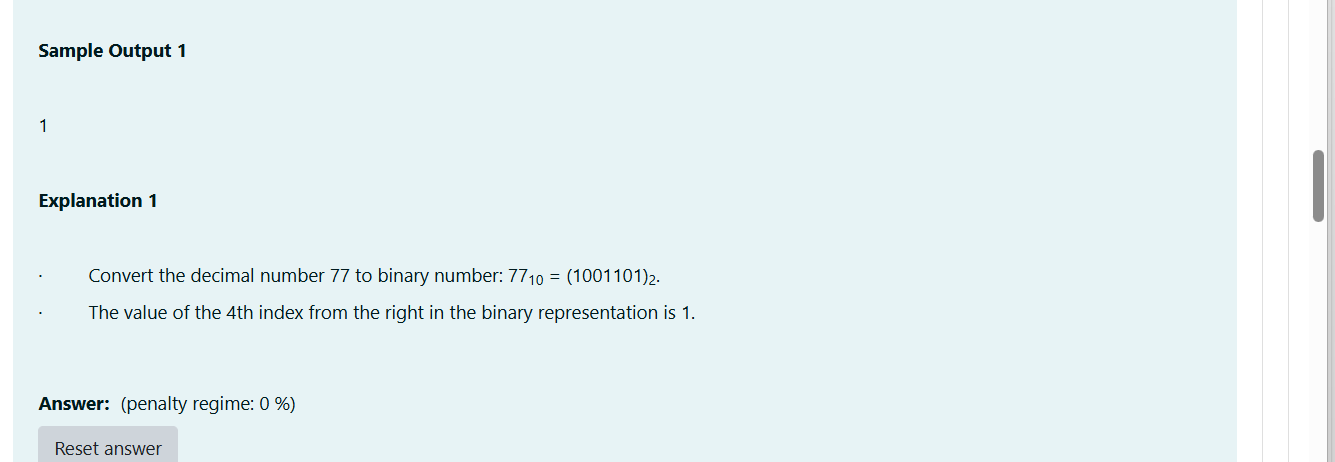 Sample Output 1
1
Explanation 1
· Convert the decimal number 77 to binary number: 77₁₀ = (1001101)₂.
· The value of the 4th index from the right in the binary representation is 1.
Answer: (penalty regime: 0 %)
Reset answer